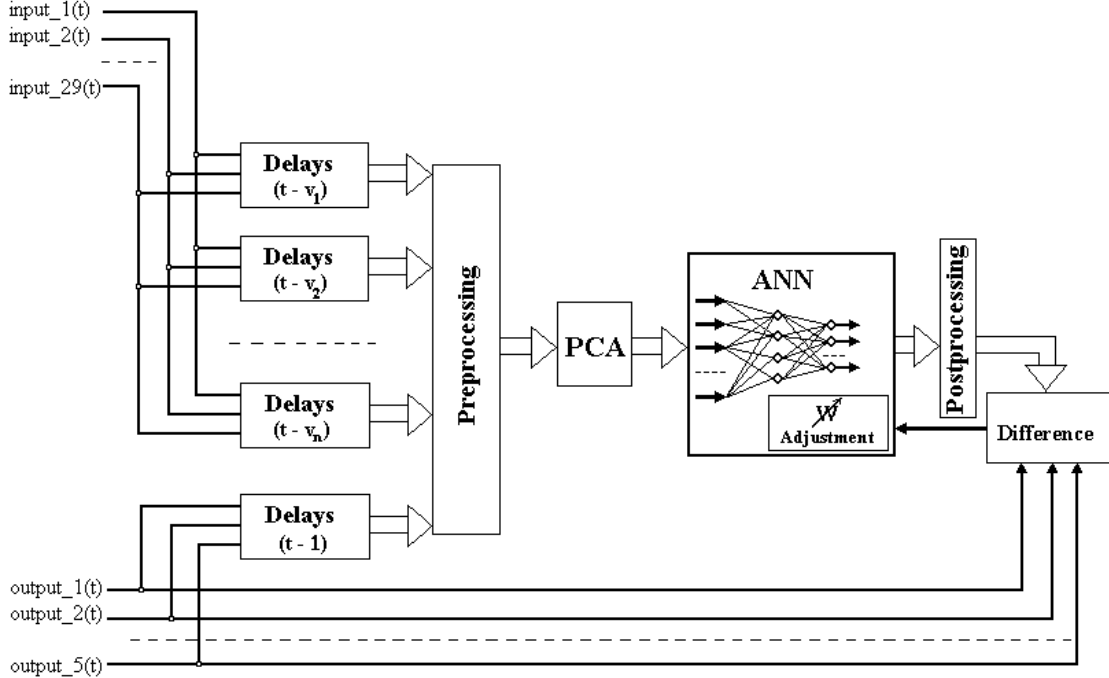 input_1(t)
input_2(t)
input_29(t)
Delays
(t - v1)
Delays
(t - v2)
Delays
(t - vn)
Delays
(t - 1)
Preprocessing
PCA
ANN
W
Adjustment
Postprocessing
Difference
output_1(t)
output_2(t)
output_5(t)